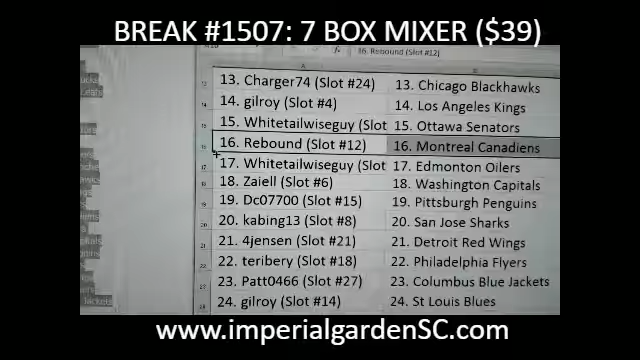 BREAK #1507: 7 BOX MIXER ($39)
16. Rebound (Slot #12)
13. Charger74 (Slot #24) 13. Chicago Blackhawks
14. gilroy (Slot #4) 14. Los Angeles Kings
15. Whitetailwiseguy (Slot 15. Ottawa Senators
16. Rebound (Slot #12) 16. Montreal Canadiens
17. Whitetailwiseguy (Slot 17. Edmonton Oilers
18. Zaiell (Slot #6) 18. Washington Capitals
19. Dc07700 (Slot #15) 19. Pittsburgh Penguins
20. kabing13 (Slot #8) 20. San Jose Sharks
21. 4jensen (Slot #21) 21. Detroit Red Wings
22. teribery (Slot #18) 22. Philadelphia Flyers
23. Patt0466 (Slot #27) 23. Columbus Blue Jackets
24. gilroy (Slot #14) 24. St Louis Blues
www.imperialgardenSC.com